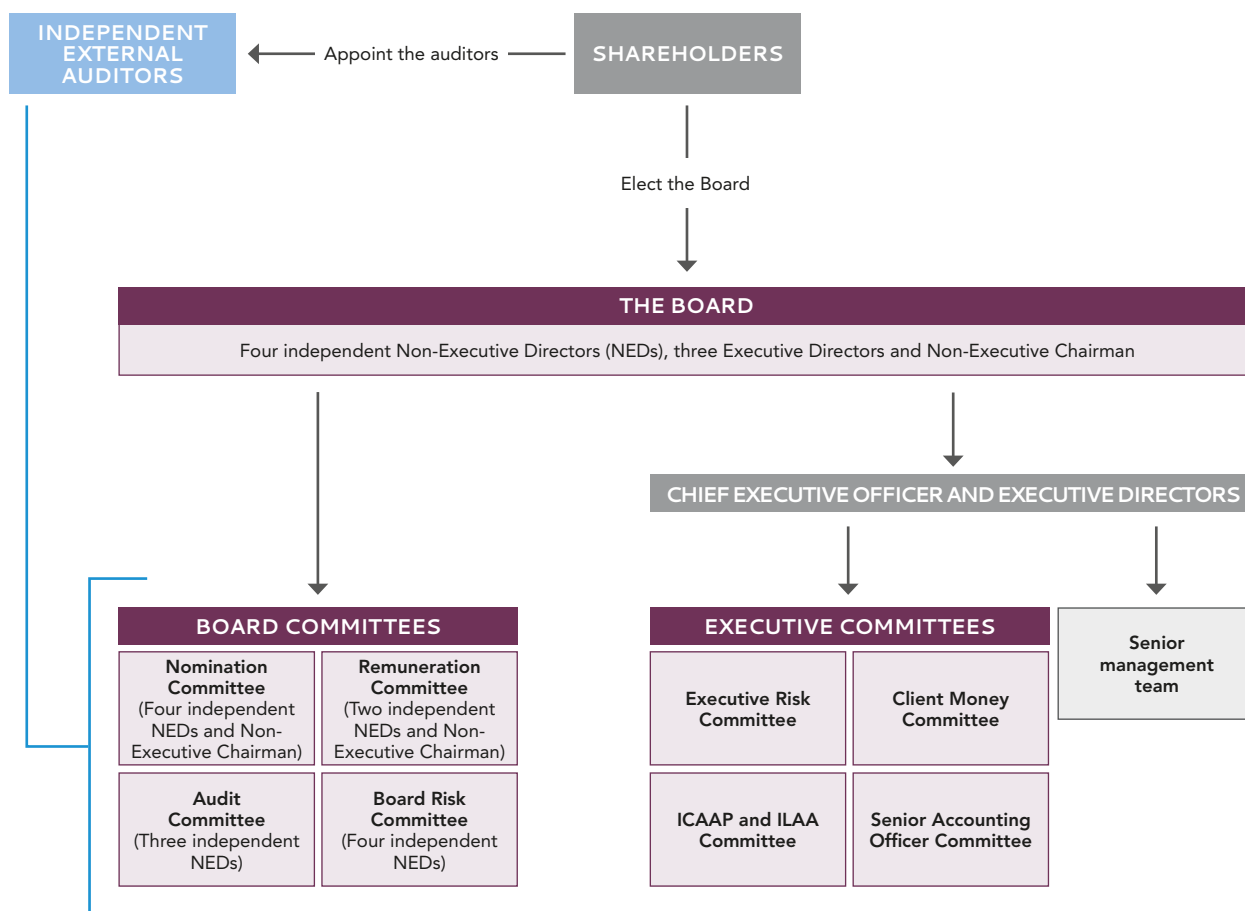 INDEPENDENT
EXTERNAL
AUDITORS
Appoint the auditors
SHAREHOLDERS
Elect the Board
THE BOARD
Four independent Non-Executive Directors (NEDs), three Executive Directors and Non-Executive Chairman
CHIEF EXECUTIVE OFFICER AND EXECUTIVE DIRECTORS
BOARD COMMITTEES
Nomination
Committee
(Four independent
NEDs and Non-
Executive Chairman)
Remuneration
Committee
(Two independent
NEDs and Non-
Executive Chairman)
Audit
Committee
(Three independent
NEDs)
Board Risk
Committee
(Four independent
NEDs)
EXECUTIVE COMMITTEES
Executive Risk
Committee
Client Money
Committee
ICAAP and ILAA
Committee
Senior Accounting
Officer Committee
Senior
management
team